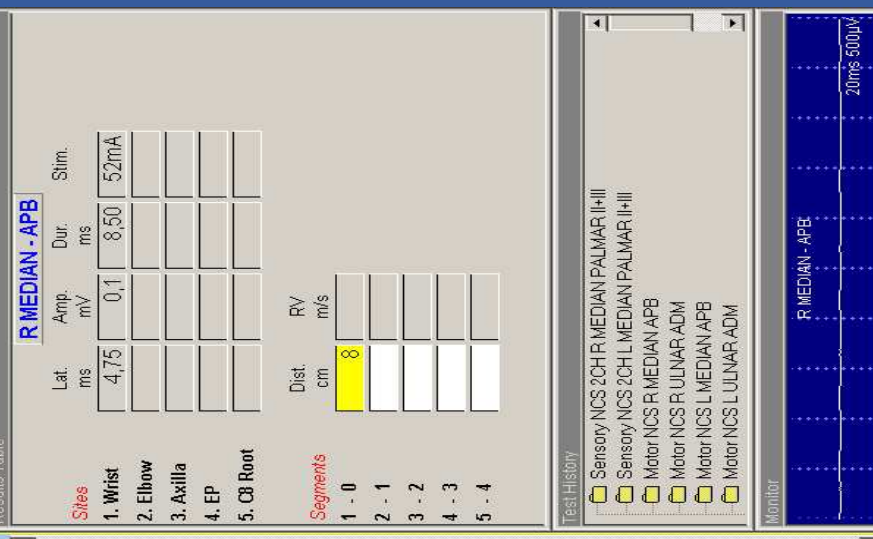 R MEDIAN - APB
Sites Lat. Amp. Dur. Stim.
ms mV ms
1. Wrist 4,75 0,1 8,50 52mA
2. Elbow
3. Axilla
4. EP
5. C8 Root
Segments Dist. RV
cm m/s
1 - 0 8
2 - 1
3 - 2
4 - 3
5 - 4
Test History
Sensory NCS 2CH R MEDIAN PALMAR II+III
Sensory NCS 2CH L MEDIAN PALMAR II+III
Motor NCS R MEDIAN APB
Motor NCS R ULNAR ADM
Motor NCS L MEDIAN APB
Motor NCS L ULNAR ADM
Monitor
R MEDIAN - APB
20ms 500µV